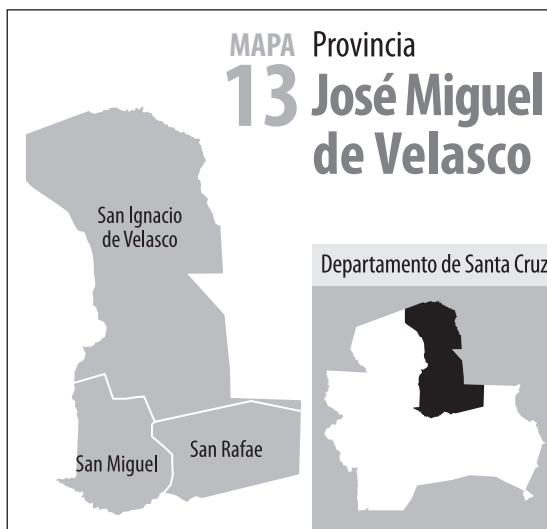 MAPA
13
Provincia
José Miguel
de Velasco
San Ignacio
de Velasco
Departamento de Santa Cruz
San Miguel
San Rafae